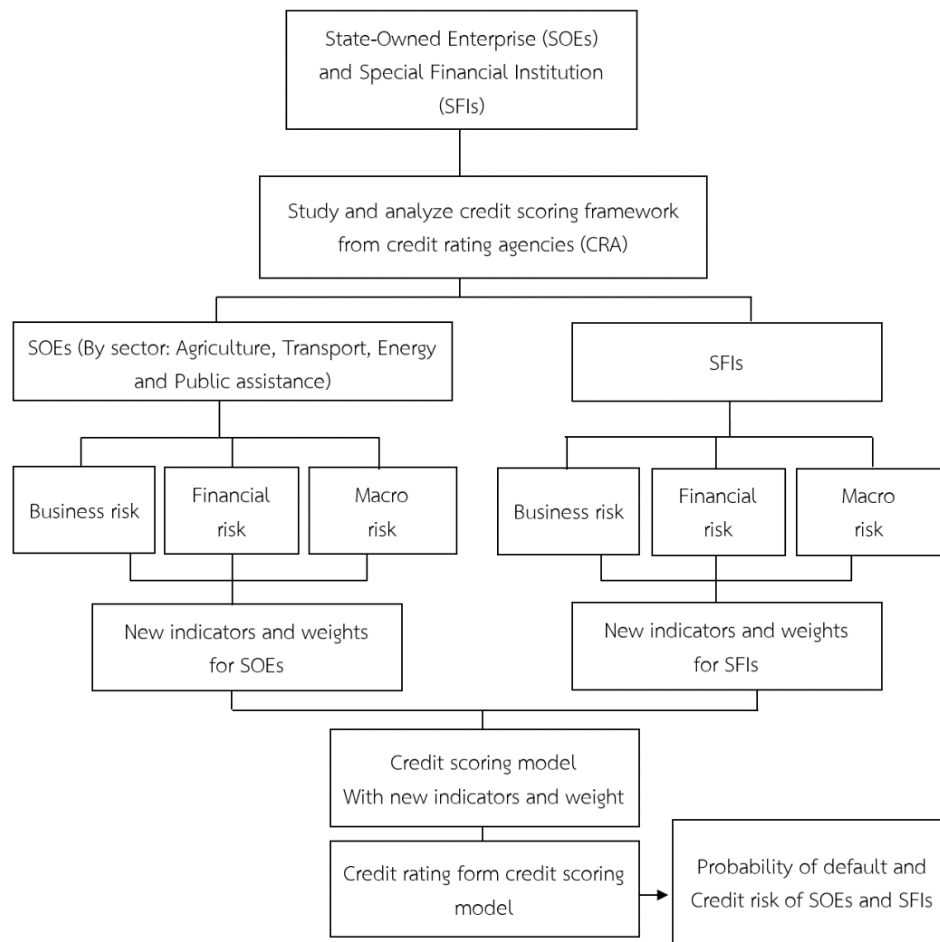 State-Owned Enterprise (SOEs)
and Special Financial Institution
(SFIs)
Study and analyze credit scoring framework
from credit rating agencies (CRA)
SOEs (By sector: Agriculture, Transport, Energy
and Public assistance)
SFIs
Business risk
Financial
risk
Macro
risk
Business risk
Financial
risk
Macro
risk
New indicators and weights
for SOEs
New indicators and weights
for SFIs
Credit scoring model
With new indicators and weight
Credit rating form credit scoring
model
Probability of default and
Credit risk of SOEs and SFIs